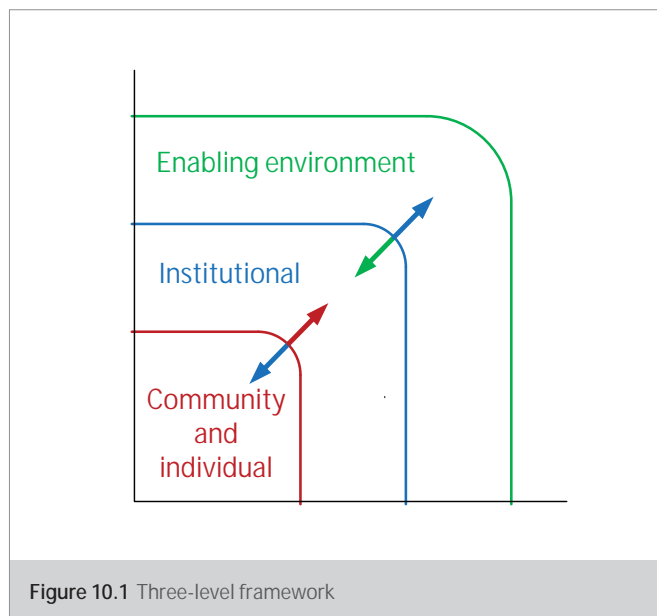 Enabling environment
Institutional
Community
and
individual
Figure 10.1 Three-level framework